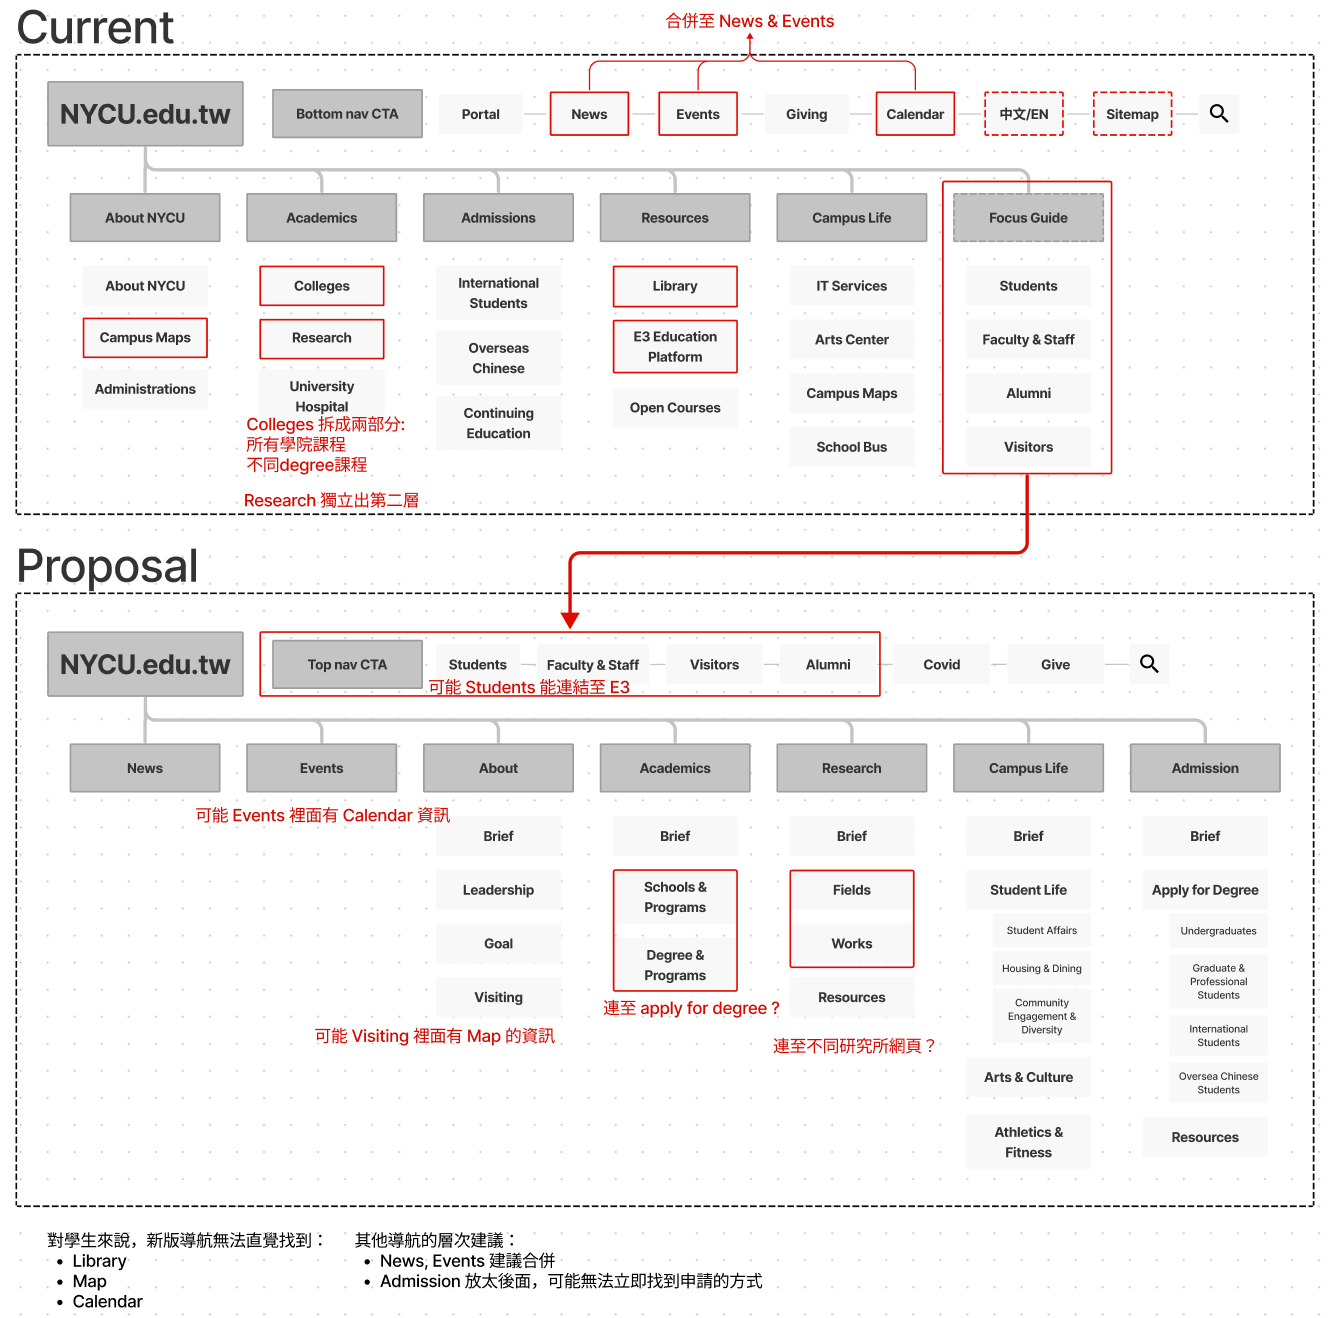 Current
合併至 News & Events
NYCU.edu.tw
Bottom nav CTA
Portal
News
Events
Giving
Calendar
中文/EN
Sitemap
About NYCU
Academics
Admissions
Resources
Campus Life
Focus Guide
About NYCU
Campus Maps
Administrations
Colleges
Research
University
Hospital
Colleges 拆成兩部分:
所有學院課程
不同degree課程
Research 獨立出第二層
International
Students
Overseas
Chinese
Continuing
Education
Library
E3 Education
Platform
Open Courses
IT Services
Arts Center
Campus Maps
School Bus
Students
Faculty & Staff
Alumni
Visitors
Proposal
NYCU.edu.tw
Top nav CTA
Students
Faculty & Staff
Visitors
Alumni
Covid
Give
可能 Students 能連結至 E3
News
Events
About
Academics
Research
Campus Life
Admission
可能 Events 裡面有 Calendar 資訊
Brief
Leadership
Goal
Visiting
可能 Visiting 裡面有 Map 的資訊
Brief
Schools &
Programs
Degree &
Programs
連至 apply for degree ?
Brief
Fields
Works
Resources
連至不同研究所網頁？
Brief
Student Life
Student Affairs
Housing & Dining
Community
Engagement &
Diversity
Arts & Culture
Athletics &
Fitness
Brief
Apply for Degree
Undergraduates
Graduate &
Professional
Students
International
Students
Oversea Chinese
Students
Resources
對學生來說，新版導航無法直覺找到：
• Library
• Map
• Calendar
其他導航的層次建議：
• News, Events 建議合併
• Admission 放太後面，可能無法立即找到申請的方式